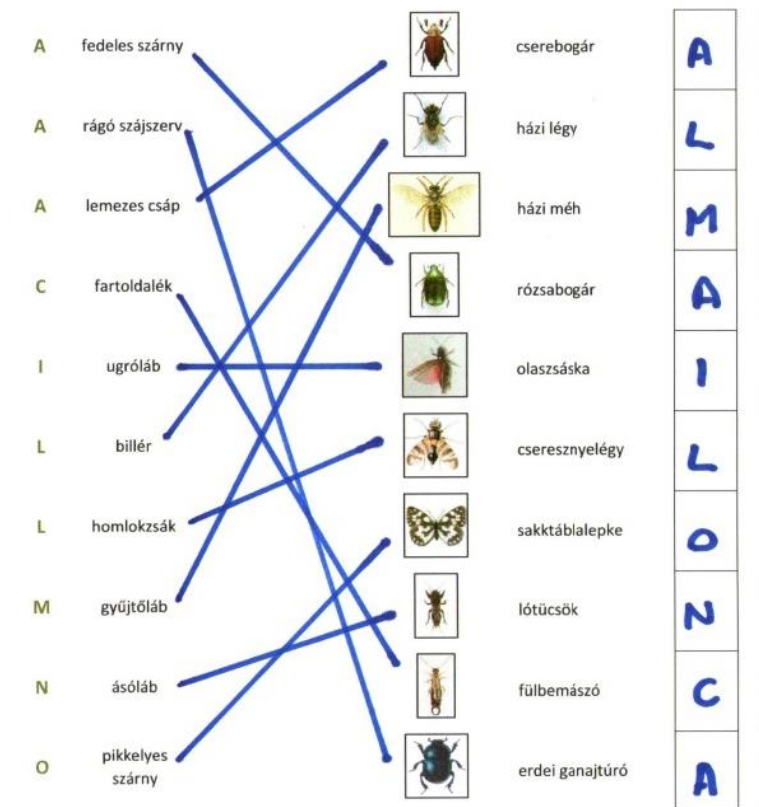 A fedeles szárny cserebogár A
A rágó szájszerv házi légy L
A lemezes csáp házi méh M
C fartoldalék rózsabogár A
I ugróláb olaszsáska I
L billér cseresznyelégy L
L homlokzsák sakktáblalepke O
M gyűjtőláb lótücsök N
N ásóláb fülbemászó C
O pikkelyes szárny erdei ganajtúró A